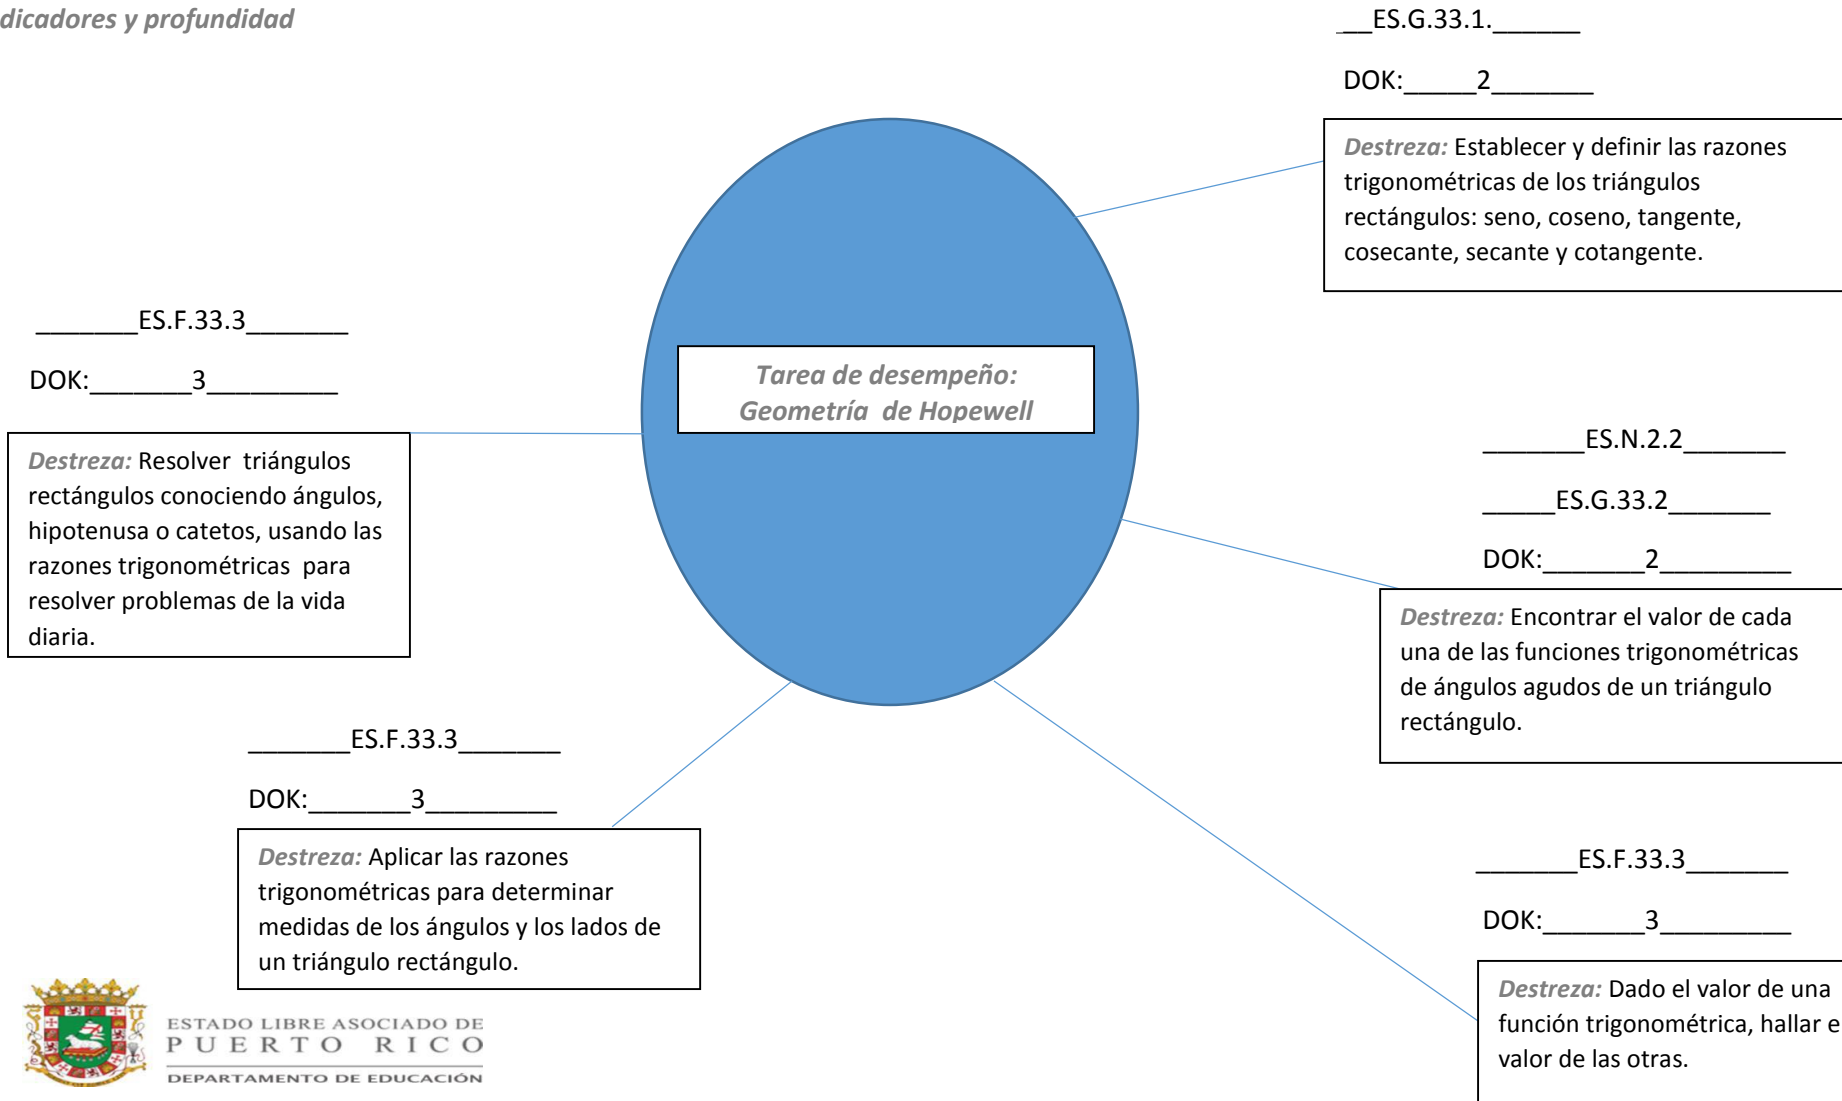 dicadores y profundidad
__ES.G.33.1.______
DOK:_____2_______
Destreza: Establecer y definir las razones
trigonométricas de los triángulos
rectángulos: seno, coseno, tangente,
cosecante, secante y cotangente.
_______ES.F.33.3_______
DOK:_______3_________
Destreza: Resolver triángulos
rectángulos conociendo ángulos,
hipotenusa o catetos, usando las
razones trigonométricas para
resolver problemas de la vida
diaria.
Tarea de desempeño:
Geometría de Hopewell
_______ES.N.2.2_______
_____ES.G.33.2_______
DOK:_______2_________
Destreza: Encontrar el valor de cada
una de las funciones trigonométricas
de ángulos agudos de un triángulo
rectángulo.
_______ES.F.33.3_______
DOK:_______3_________
Destreza: Aplicar las razones
trigonométricas para determinar
medidas de los ángulos y los lados de
un triángulo rectángulo.
_______ES.F.33.3_______
DOK:_______3_________
Destreza: Dado el valor de una
función trigonométrica, hallar e
valor de las otras.
ESTADO LIBRE ASOCIADO DE
PUERTO RICO
DEPARTAMENTO DE EDUCACIÓN